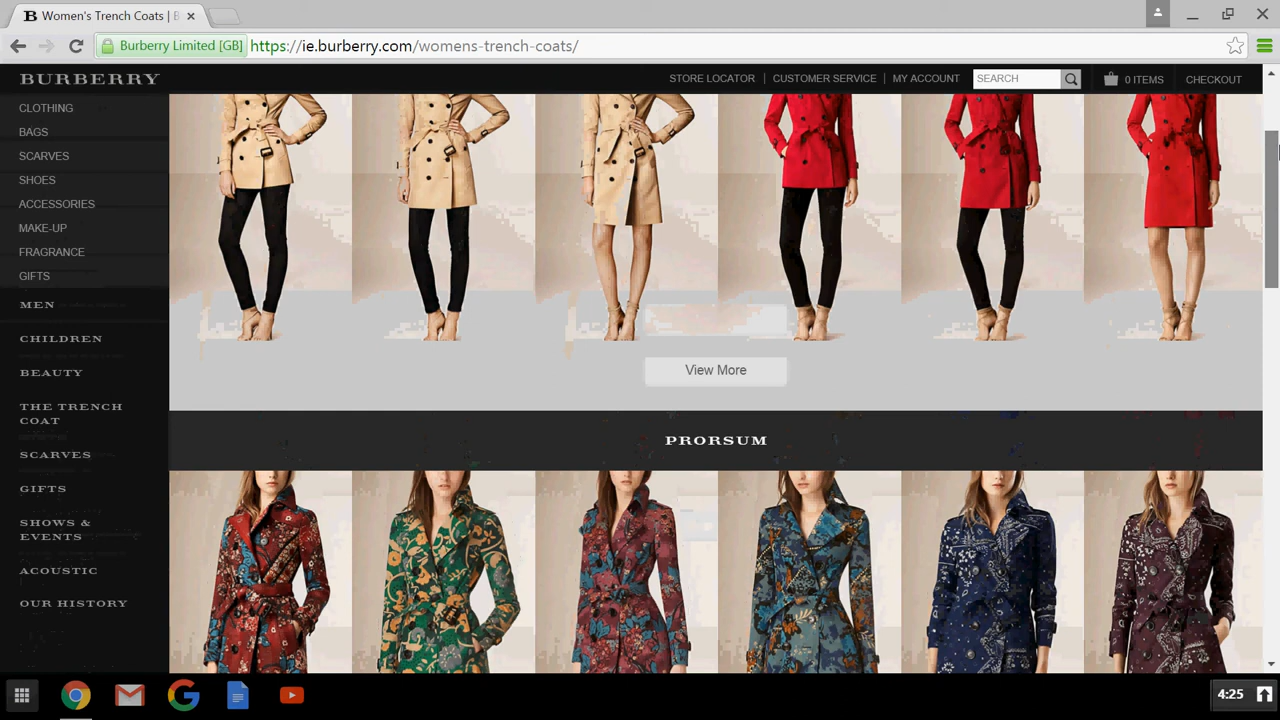 B Women's Trench Coats | B
Burberry Limited [GB] https://ie.burberry.com/womens-trench-coats/
BURBERRY
STORE LOCATOR | CUSTOMER SERVICE | MY ACCOUNT SEARCH 0 ITEMS CHECKOUT
CLOTHING
BAGS
SCARVES
SHOES
ACCESSORIES
MAKE-UP
FRAGRANCE
GIFTS
MEN
CHILDREN
BEAUTY
THE TRENCH
COAT
SCARVES
GIFTS
SHOWS &
EVENTS
ACOUSTIC
OUR HISTORY
View More
PRORSUM
4:25